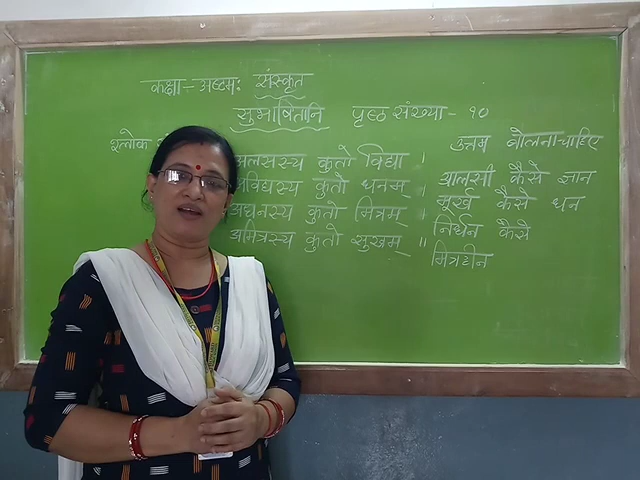 कक्षा- अष्टमः संस्कृत
सुभाषितानि पृष्ठ संख्या - १०
श्लोक उत्तम बोलना चाहिए
अलसस्य कुतो विद्या । आलसी कैसे ज्ञान
अविद्यस्य कुतो धनम् । मूर्ख कैसे धन
अधनस्य कुतो मित्रम् । निर्धन कैसे
अमित्रस्य कुतो सुखम् ॥ मित्रहीन